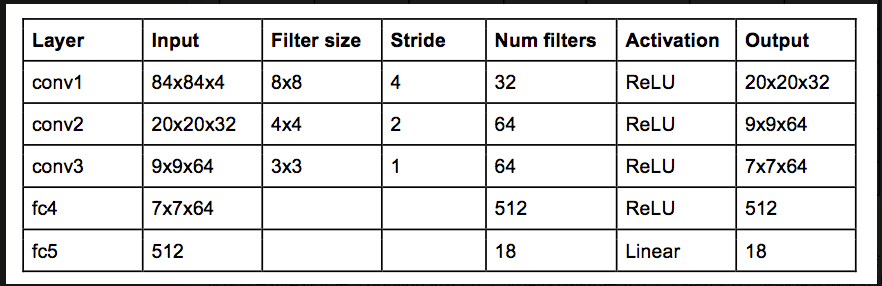 Layer Input Filter size Stride Num filters Activation Output
conv1 84x84x4 8x8 4 32 ReLU 20x20x32
conv2 20x20x32 4x4 2 64 ReLU 9x9x64
conv3 9x9x64 3x3 1 64 ReLU 7x7x64
fc4 7x7x64 512 ReLU 512
fc5 512 18 Linear 18